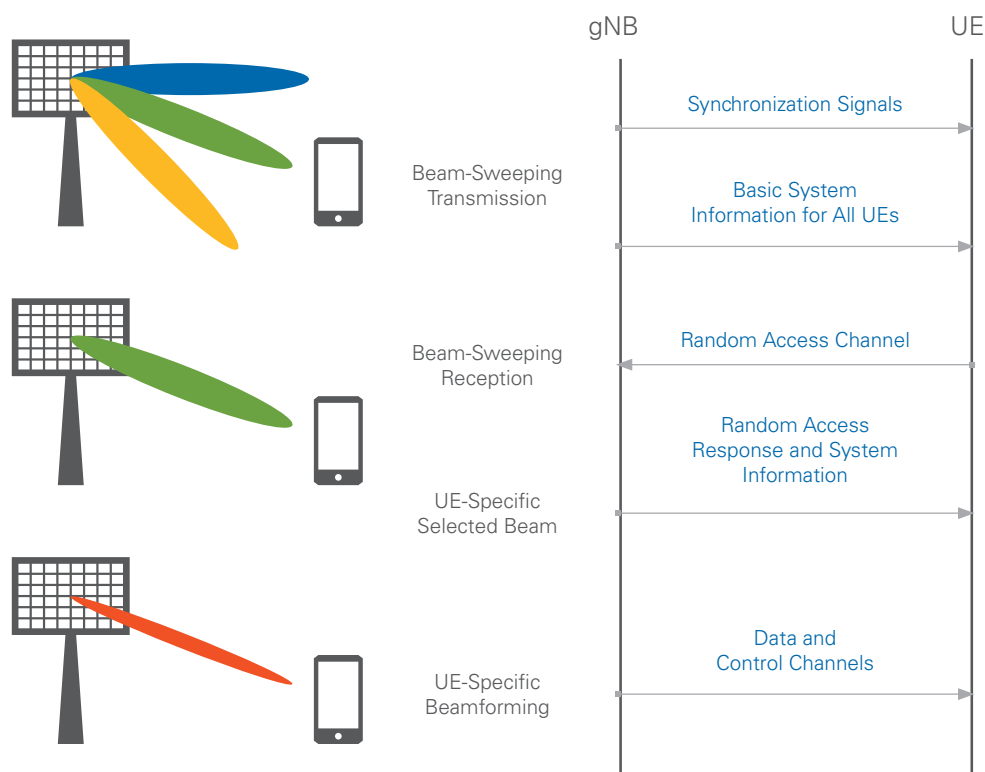 gNB
UE
Synchronization Signals
Beam-Sweeping
Transmission
Basic System
Information for All UEs
Beam-Sweeping
Reception
Random Access Channel
Random Access
Response and System
Information
UE-Specific
Selected Beam
Data and
Control Channels
UE-Specific
Beamforming